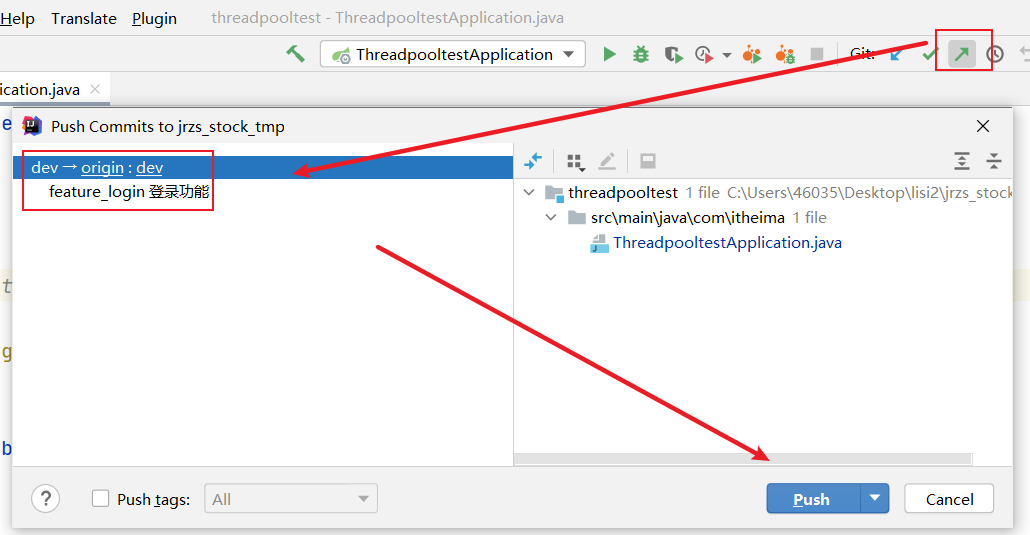 Help Translate Plugin threadpooltest - ThreadpooltestApplication.java
ThreadpooltestApplication Git:
ication.java
e
Push Commits to jrzs_stock_tmp
dev → origin : dev
feature_login 登录功能
threadpooltest 1 file C:\Users\46035\Desktop\lisi2\jrzs_stock
src\main\java\com\itheima 1 file
ThreadpooltestApplication.java
t
g
b
? Push tags: All Push Cancel